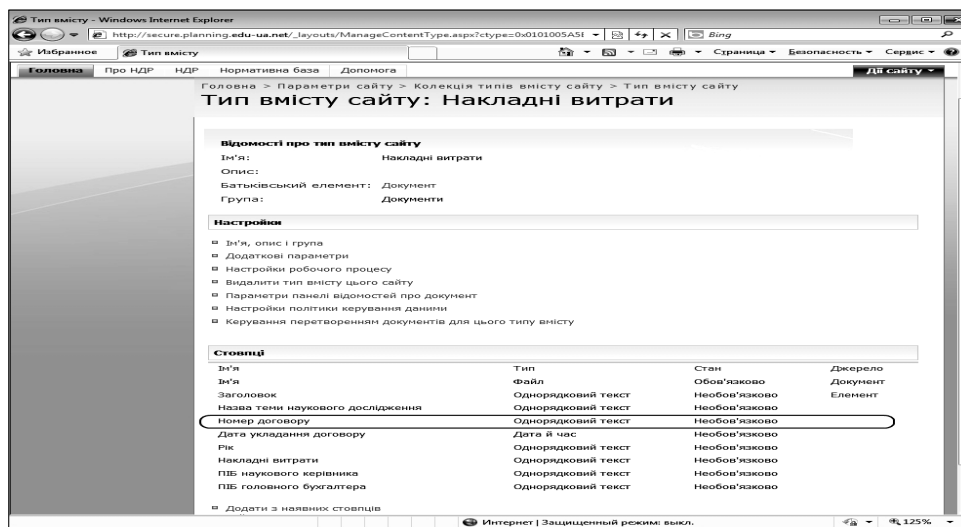 Тип вмісту - Windows Internet Explorer
http://secure.planning.edu-ua.net/_layouts/ManageContentType.aspx?ctype=0x0101005A5E Bing
Избранное Тип вмісту Страница Безопасность Сервис
Головна Про НДР НДР Нормативна база Допомога Дії сайту
Головна > Параметри сайту > Колекція типів вмісту сайту > Тип вмісту сайту
Тип вмісту сайту: Накладні витрати
Відомості про тип вмісту сайту
Ім'я: Накладні витрати
Опис:
Батьківський елемент: Документ
Група: Документи
Настройки
Ім'я, опис і група
Додаткові параметри
Настройки робочого процесу
Видалити тип вмісту цього сайту
Параметри панелі відомостей про документ
Настройки політики керування даними
Керування перетворенням документів для цього типу вмісту
Стовпці
Ім'я Тип Стан Джерело
Ім'я Файл Обов'язково Документ
Заголовок Однорядковий текст Необов'язково Елемент
Назва теми наукового дослідження Однорядковий текст Необов'язково
Номер договору Однорядковий текст Необов'язково
Дата укладання договору Дата й час Необов'язково
Рік Однорядковий текст Необов'язково
Накладні витрати Однорядковий текст Необов'язково
ПІБ наукового керівника Однорядковий текст Необов'язково
ПІБ головного бухгалтера Однорядковий текст Необов'язково
Додати з наявних стовпців
Интернет | Защищенный режим: выкл. 125%